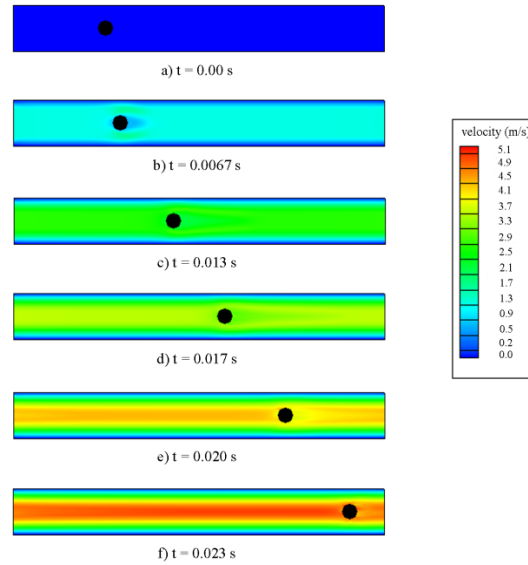 a) t = 0.00 s
b) t = 0.0067 s
c) t = 0.013 s
d) t = 0.017 s
e) t = 0.020 s
f) t = 0.023 s
velocity (m/s)
5.1
4.9
4.5
4.1
3.7
3.3
2.9
2.5
2.1
1.7
1.3
0.9
0.5
0.2
0.0